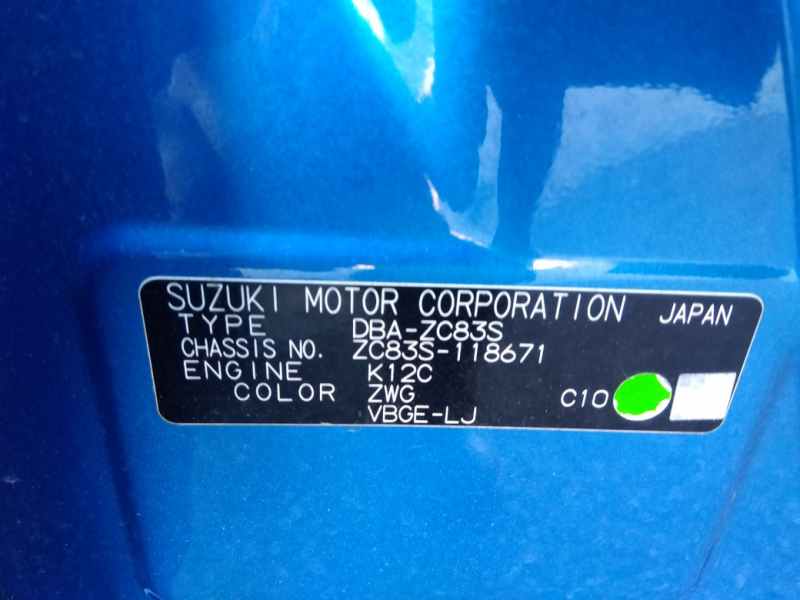 SUZUKI MOTOR CORPORATION JAPAN
TYPE DBA-ZC83S
CHASSIS NO. ZC83S-118671
ENGINE K12C
COLOR ZWG C10
VBGE-LJ